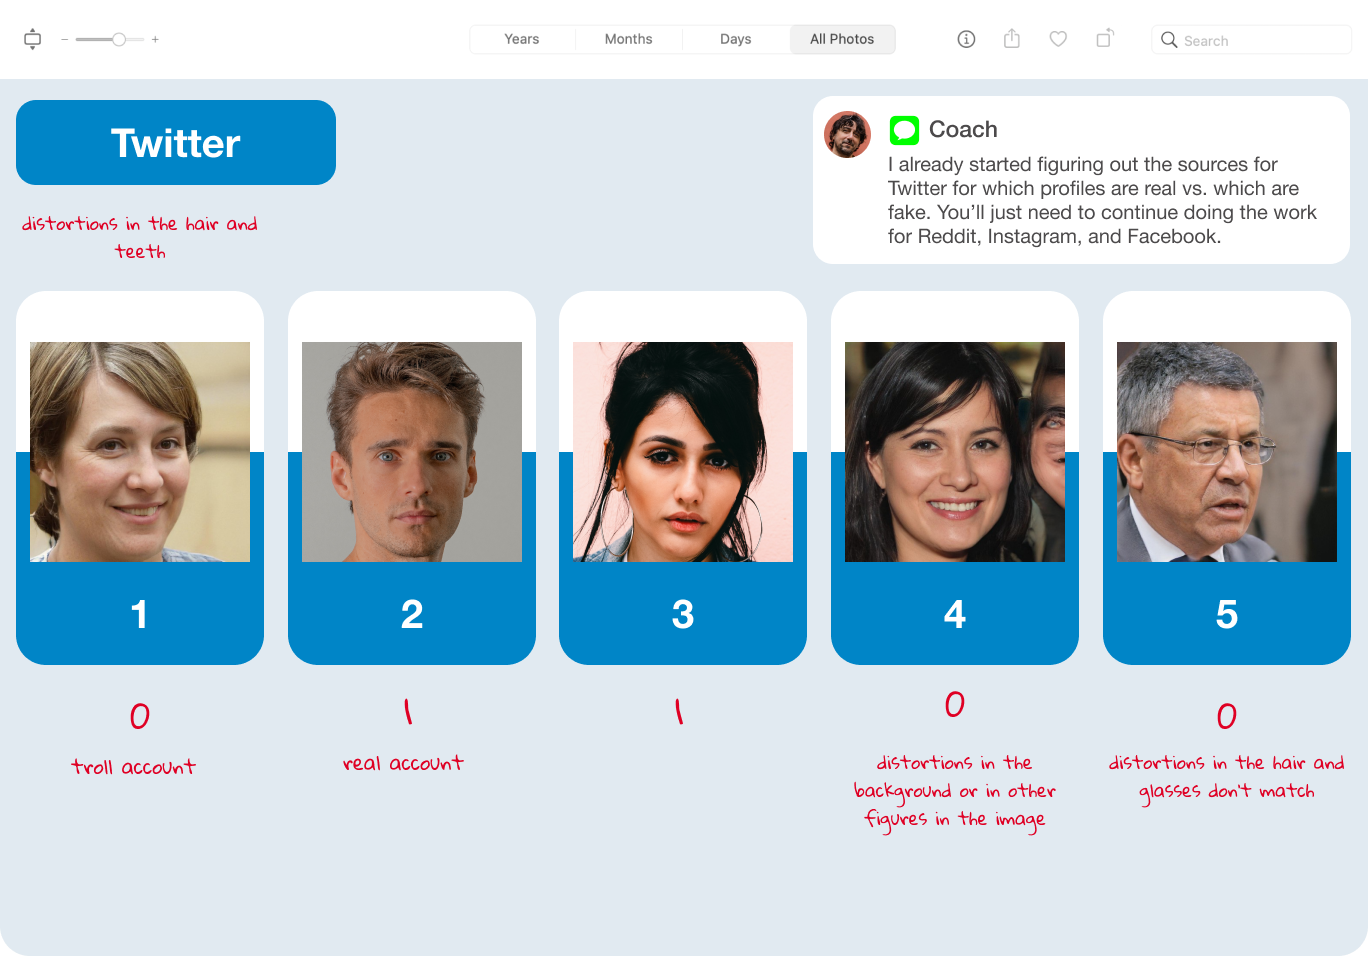 Years Months Days All Photos
Search
Twitter
Coach
I already started figuring out the sources for
Twitter for which profiles are real vs. which are
fake. You’ll just need to continue doing the work
for Reddit, Instagram, and Facebook.
distortions in the hair and
teeth
1 2 3 4 5
0 1 1 0 0
troll account
real account
distortions in the
background or in other
figures in the image
distortions in the hair and
glasses don't match